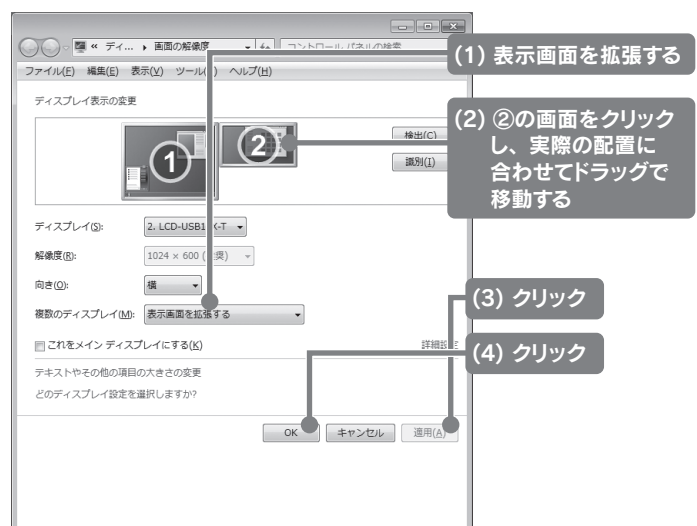 « ディ... ▸ 画面の解像度
コントロール パネルの検索
ファイル(F) 編集(E) 表示(V) ツール( ) ヘルプ(H)
(1) 表示画面を拡張する
ディスプレイ表示の変更
(2) ②の画面をクリック
し、実際の配置に
合わせてドラッグで
移動する
1
2
検出(C)
識別(I)
ディスプレイ(S):
2. LCD-USB1 X-T
解像度(R):
1024 × 600 ( 奨)
向き(O):
横
複数のディスプレイ(M):
表示画面を拡張する
(3) クリック
これをメイン ディスプレイにする(K)
詳細設定
(4) クリック
テキストやその他の項目の大きさの変更
どのディスプレイ設定を選択しますか?
OK
キャンセル
適用(A)